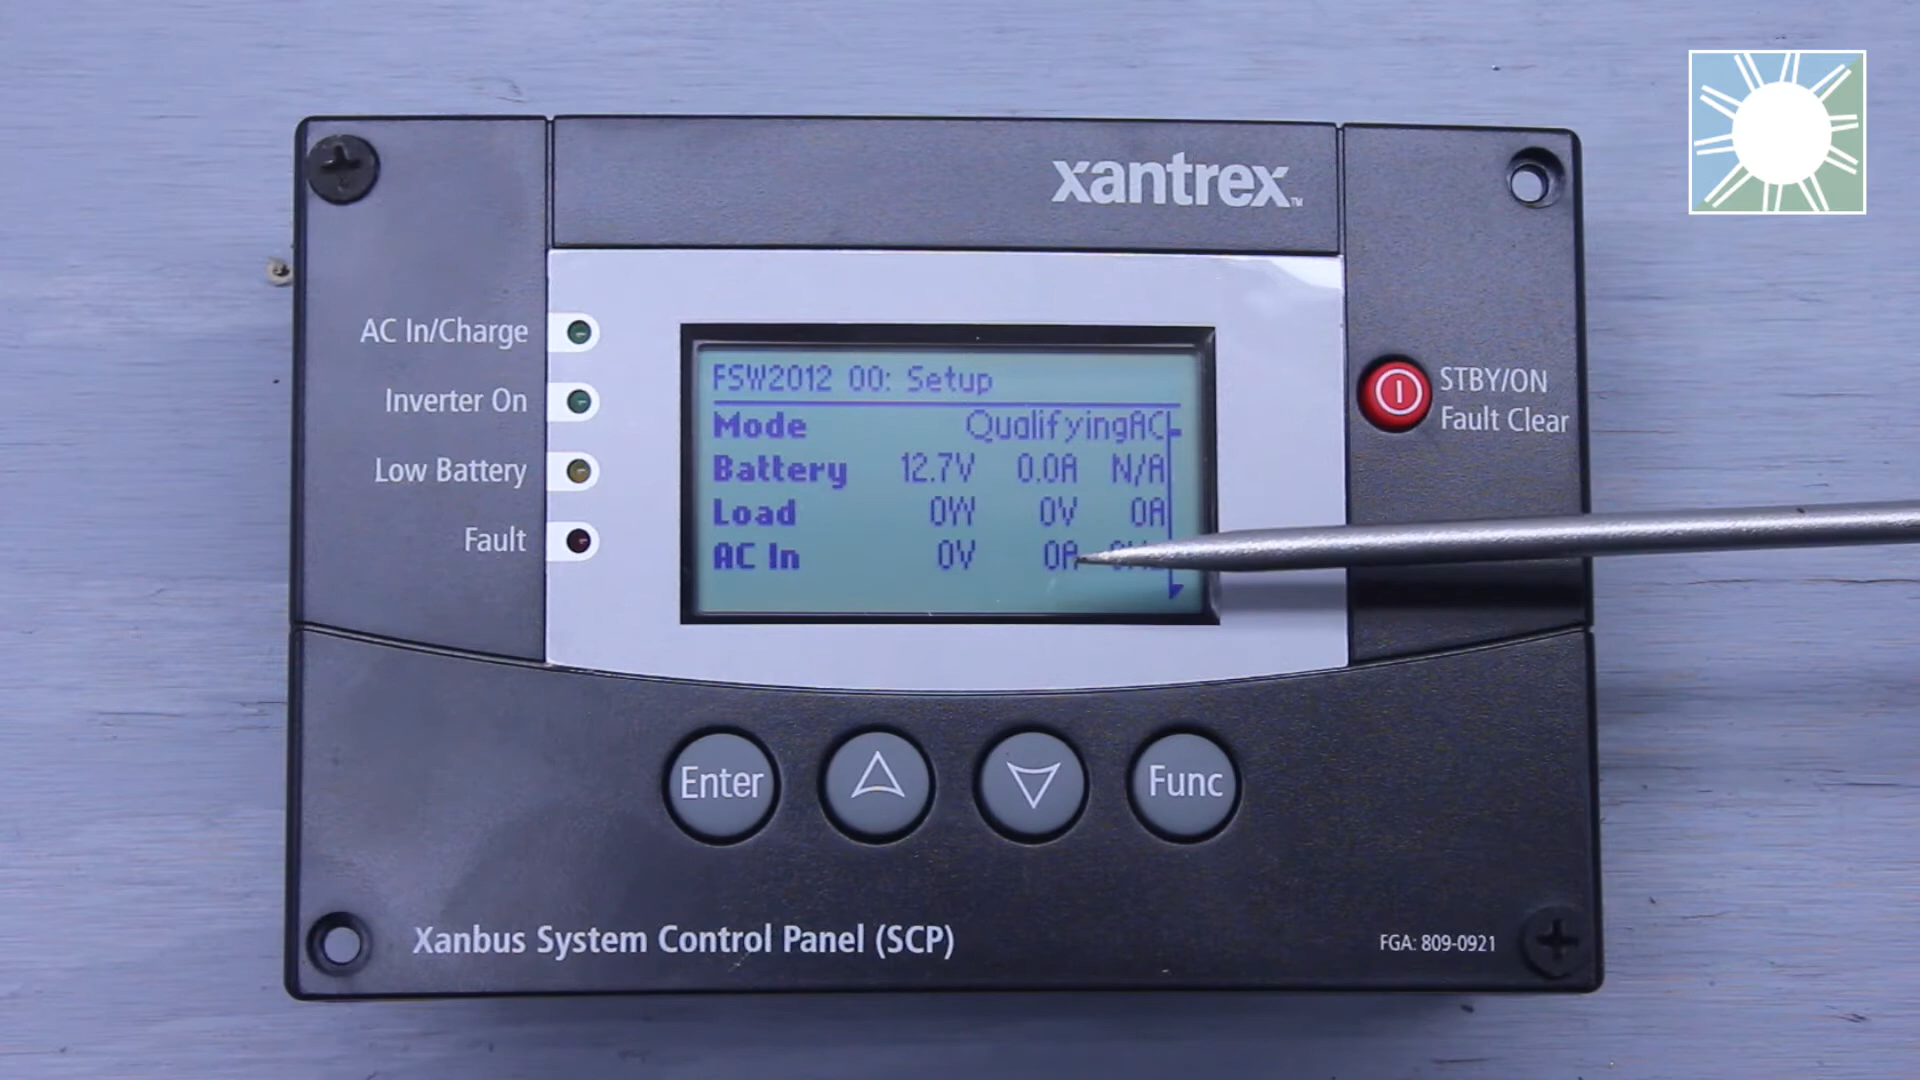 xantrex™
AC In/Charge
Inverter On
Low Battery
Fault
FSW2012 00: Setup
Mode QualifyingAC
Battery 12.7V 0.0A N/A
Load 0W 0V 0A
AC In 0V 0A
STBY/ON
Fault Clear
Enter
Func
Xanbus System Control Panel (SCP)
FGA: 809-0921